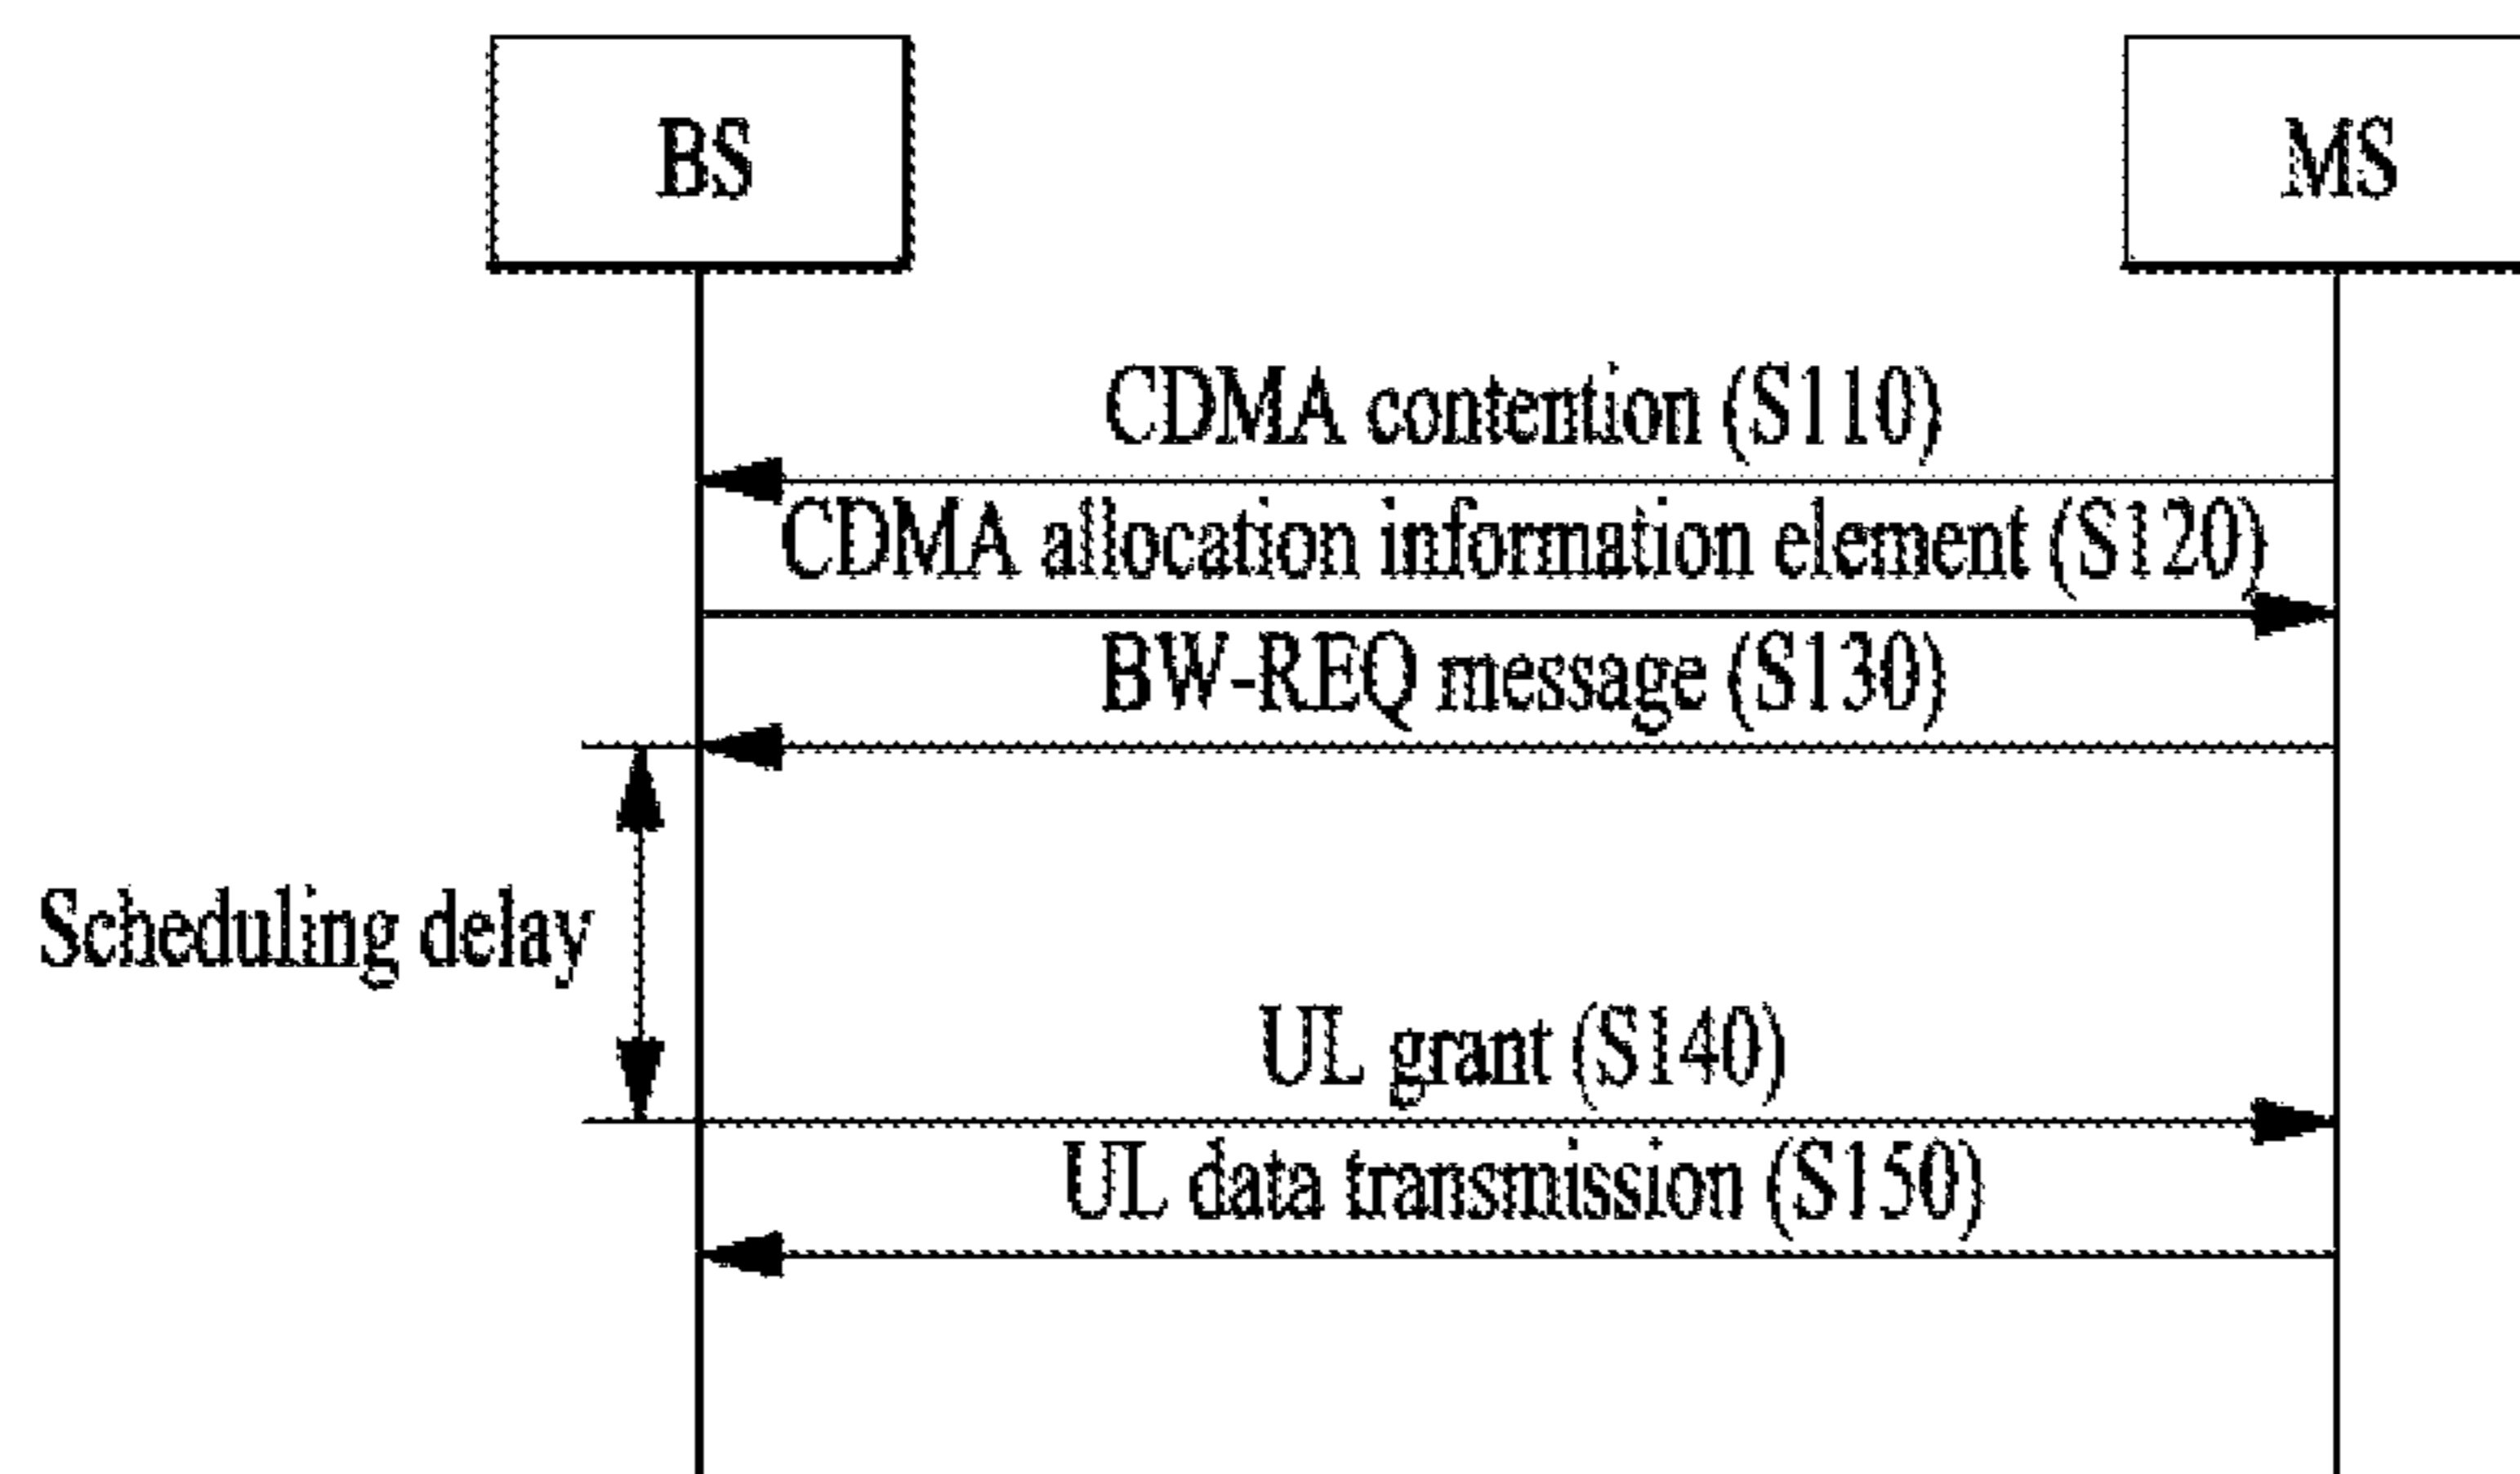 BS
MS
CDMA contention (S110)
CDMA allocation information element (S120)
BW-REQ message (S130)
Scheduling delay
UL grant (S140)
UL data transmission (S150)